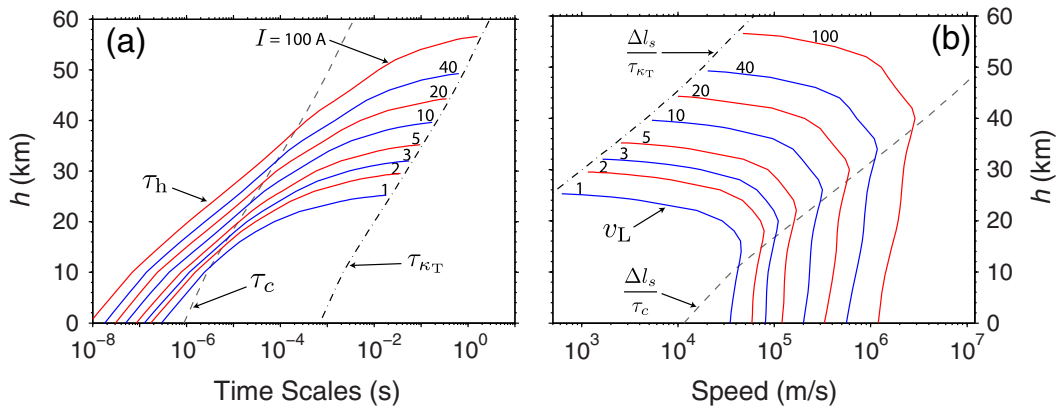 (a)
I = 100 A
40
20
10
5
3
2
1
τh
τc
τκT
h (km)
60
50
40
30
20
10
0
10⁻⁸
10⁻⁶
10⁻⁴
10⁻²
10⁰
Time Scales (s)
(b)
Δls
τκT
100
40
20
10
5
3
2
1
vL
Δls
τc
60
50
40
30
20
10
0
h (km)
10³
10⁴
10⁵
10⁶
10⁷
Speed (m/s)